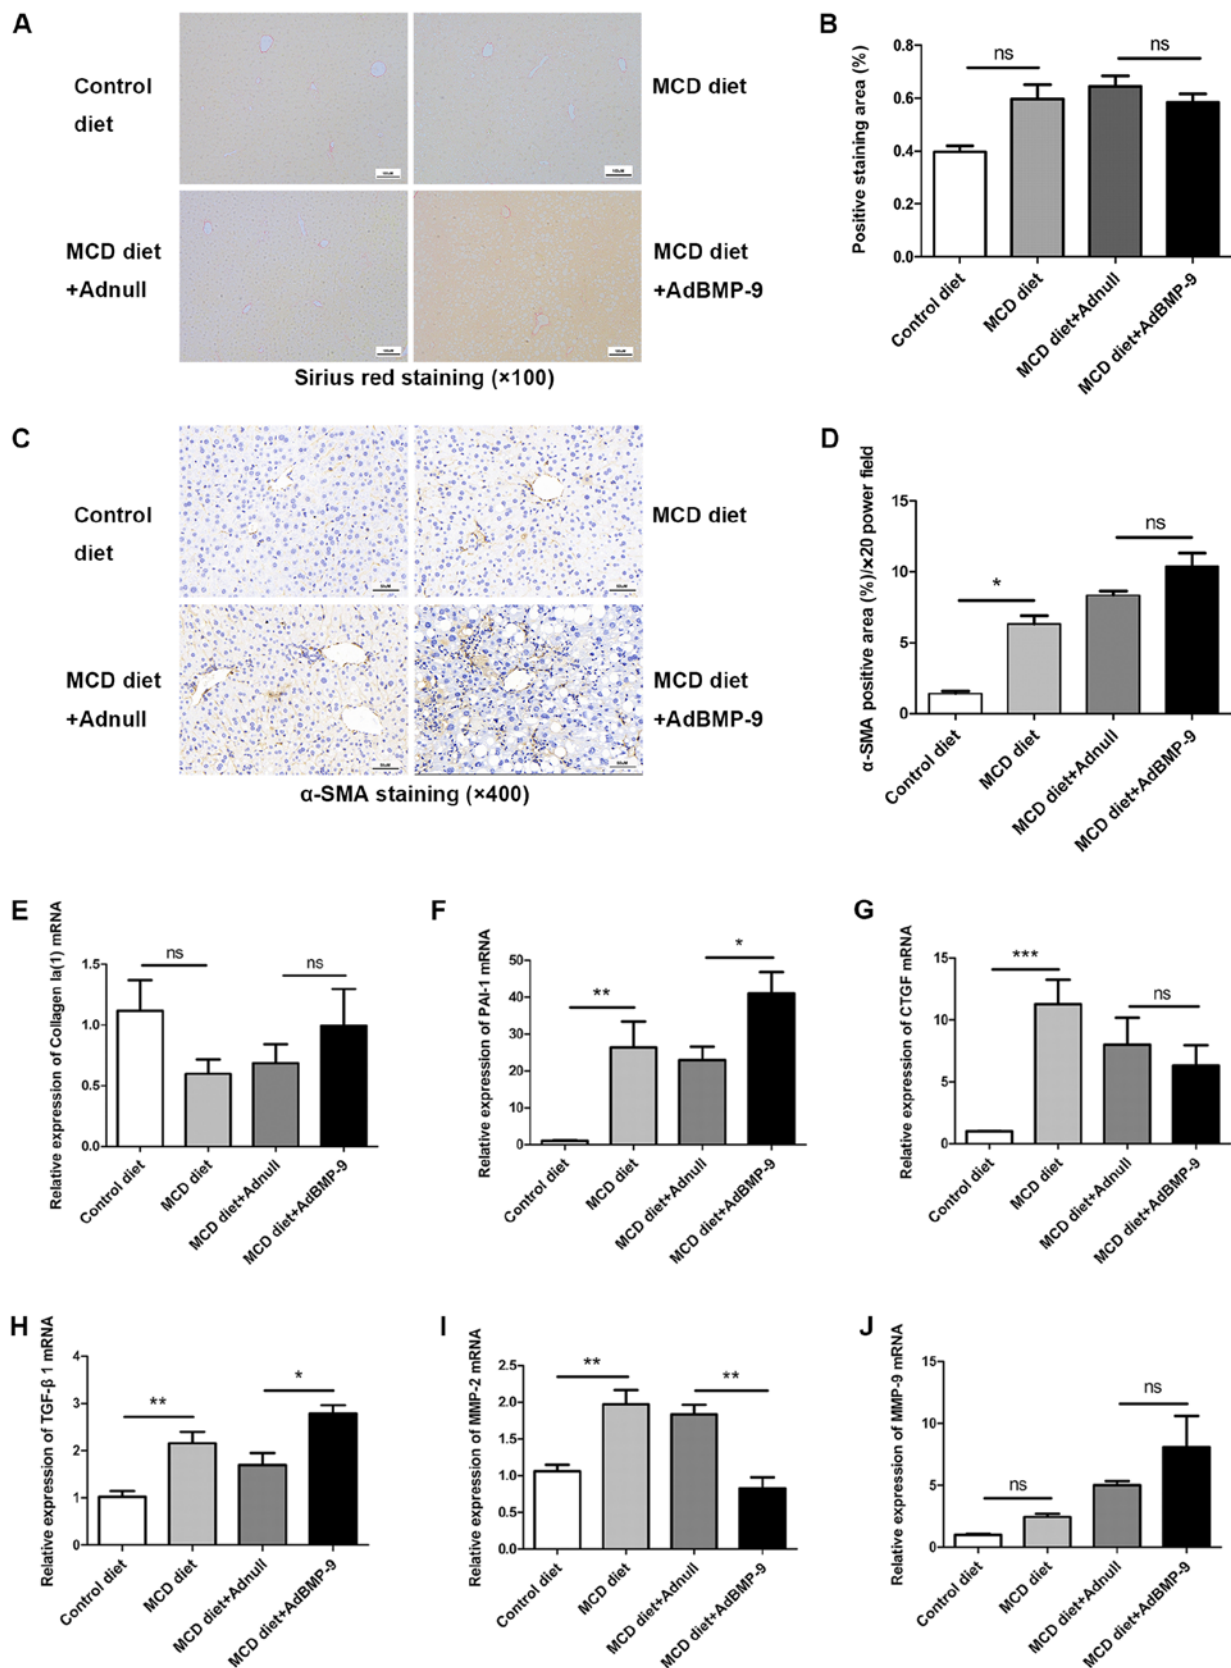 A
Control
diet
MCD diet
MCD diet
+Adnull
MCD diet
+AdBMP-9
Sirius red staining (×100)
B
Positive staining area (%)
0.8
0.6
0.4
0.2
0.0
ns
ns
Control diet
MCD diet
MCD diet+Adnull
MCD diet+AdBMP-9
C
Control
diet
MCD diet
MCD diet
+Adnull
MCD diet
+AdBMP-9
α-SMA staining (×400)
D
α-SMA positive area (%)/x20 power field
15
10
5
0
*
ns
Control diet
MCD diet
MCD diet+Adnull
MCD diet+AdBMP-9
E
Relative expression of Collagen Ia(1) mRNA
1.5
1.0
0.5
0.0
ns
ns
Control diet
MCD diet
MCD diet+Adnull
MCD diet+AdBMP-9
F
Relative expression of PAI-1 mRNA
50
40
30
20
10
0
**
*
Control diet
MCD diet
MCD diet+Adnull
MCD diet+AdBMP-9
G
Relative expression of CTGF mRNA
15
10
5
0
***
ns
Control diet
MCD diet
MCD diet+Adnull
MCD diet+AdBMP-9
H
Relative expression of TGF-β 1 mRNA
4
3
2
1
0
**
*
Control diet
MCD diet
MCD diet+Adnull
MCD diet+AdBMP-9
I
Relative expression of MMP-2 mRNA
2.5
2.0
1.5
1.0
0.5
0.0
**
**
Control diet
MCD diet
MCD diet+Adnull
MCD diet+AdBMP-9
J
Relative expression of MMP-9 mRNA
15
10
5
0
ns
ns
Control diet
MCD diet
MCD diet+Adnull
MCD diet+AdBMP-9